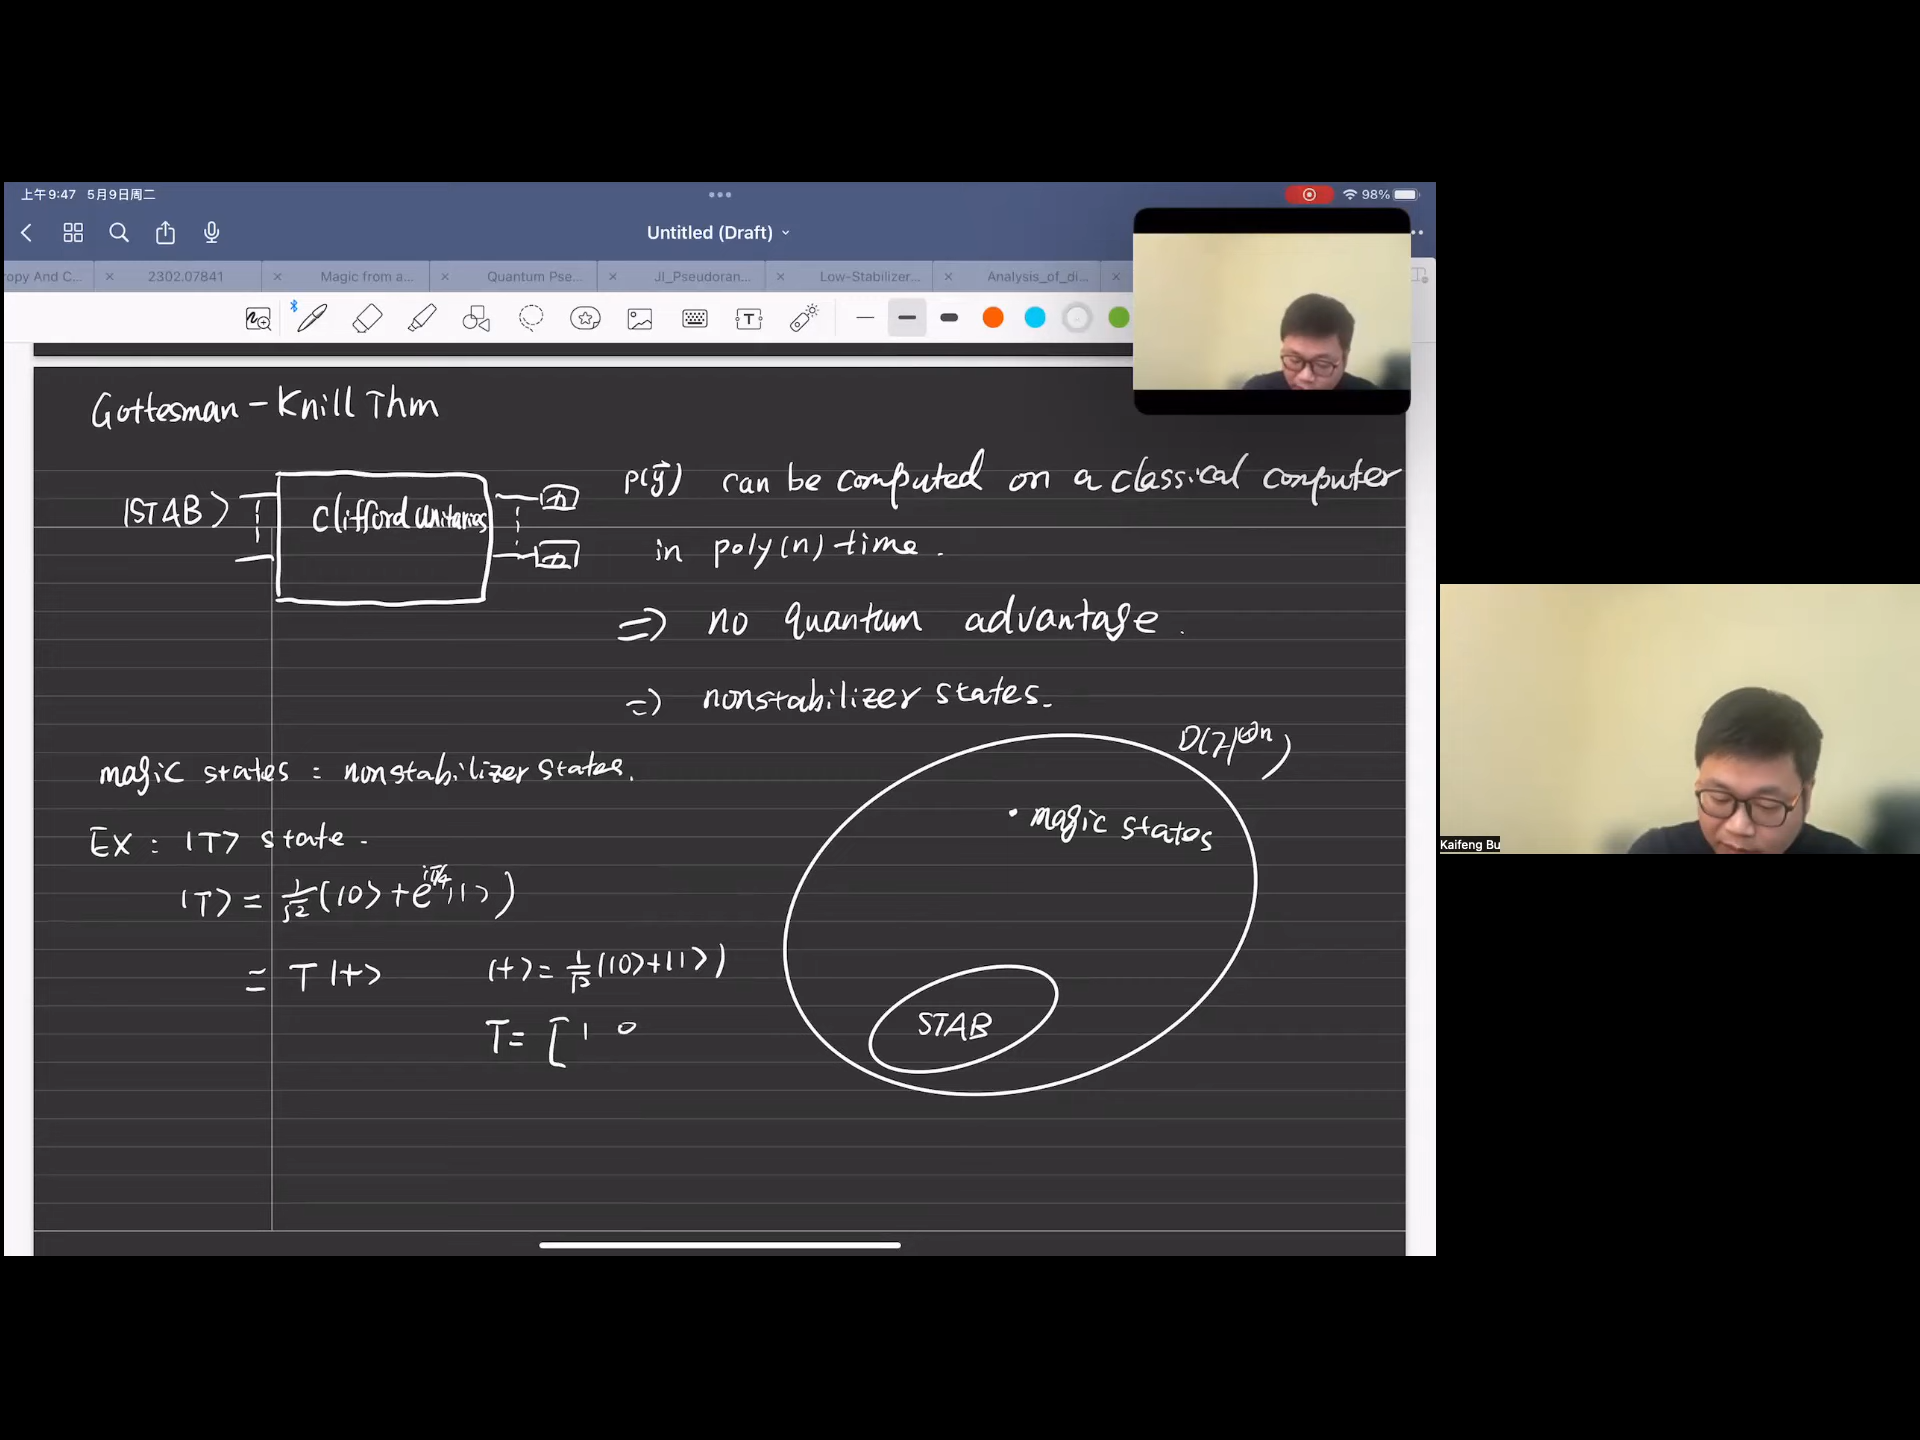 上午9:47 5月9日周二
98%
Untitled (Draft)
opy And C...
2302.07841
Magic from a...
Quantum Pse...
JI_Pseudoran...
Low-Stabilizer...
Analysis_of_di...
Gottesman - Knill Thm
|STAB⟩
Clifford unitaries
p(y⃗) can be computed on a classical computer
in poly(n) time.
=> no quantum advantage.
=> nonstabilizer states.
magic states = nonstabilizer states.
D(H^{⊗n})
• magic states
STAB
Ex: |T> state.
|T> = 1/√2 (|0> + e^{iπ/4}|1>)
= T |+>
|+> = 1/√2 (|0>+|1>)
T = [ 1 0
Kaifeng Bu